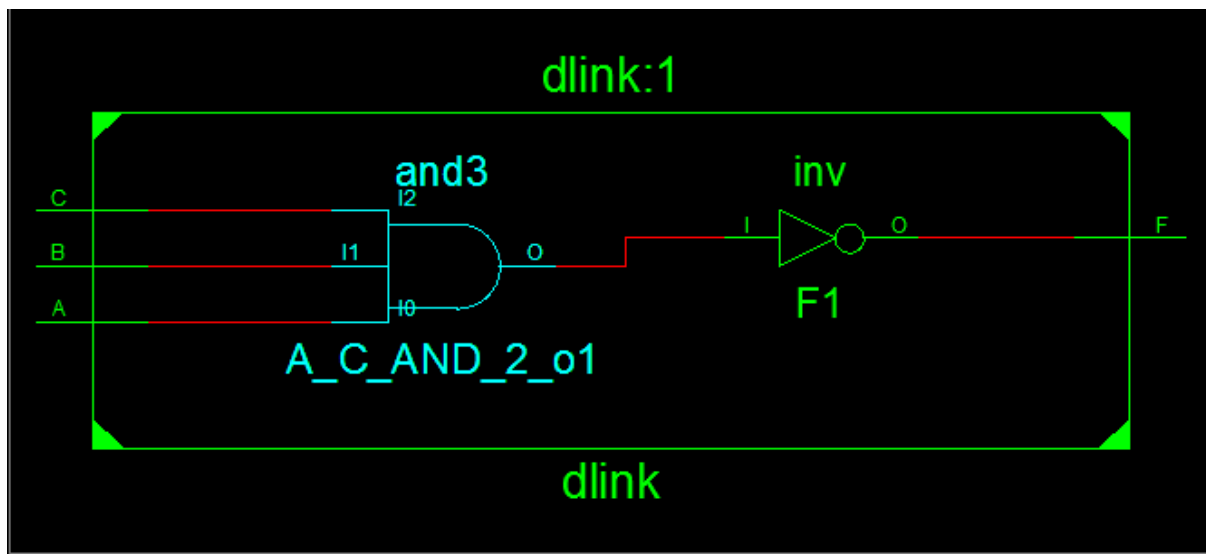 dlink:1
and3
inv
C
I2
B
I1
O
I
O
F
A
I0
F1
A_C_AND_2_o1
dlink